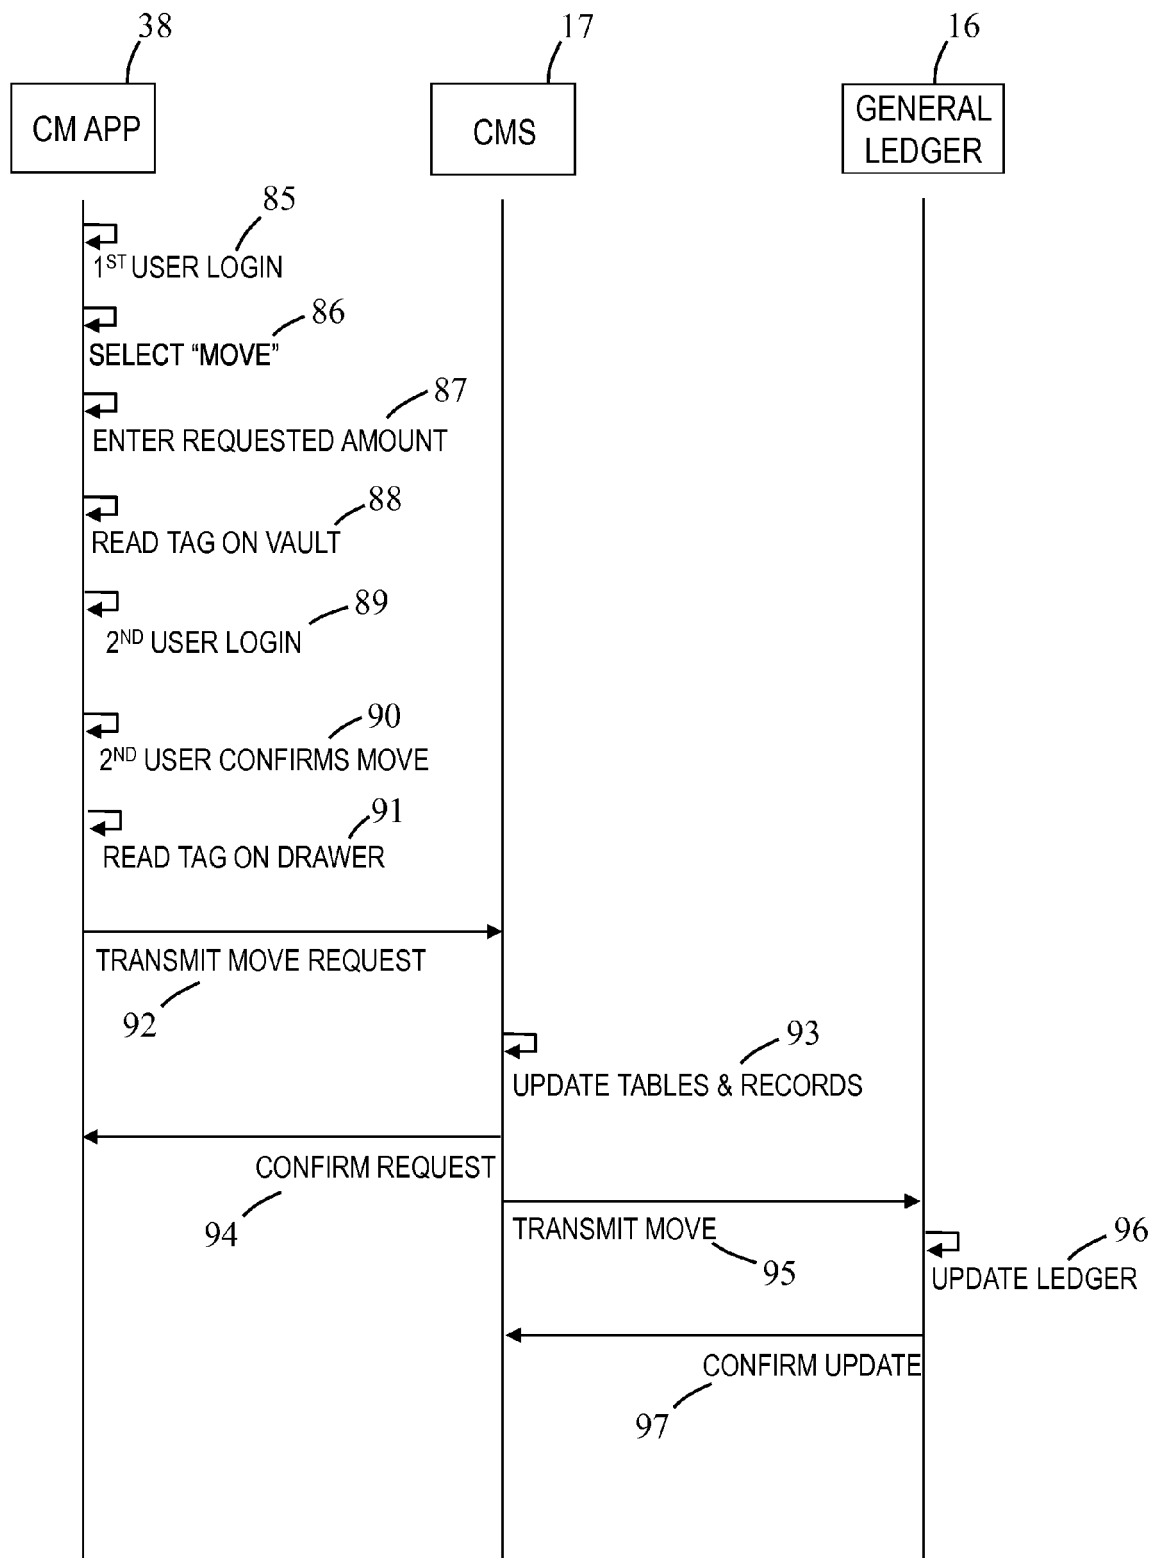 38
17
16
CM APP
CMS
GENERAL
LEDGER
85
1ST USER LOGIN
86
SELECT “MOVE”
87
ENTER REQUESTED AMOUNT
88
READ TAG ON VAULT
89
2ND USER LOGIN
90
2ND USER CONFIRMS MOVE
91
READ TAG ON DRAWER
TRANSMIT MOVE REQUEST
92
93
UPDATE TABLES & RECORDS
CONFIRM REQUEST
94
TRANSMIT MOVE
95
96
UPDATE LEDGER
CONFIRM UPDATE
97